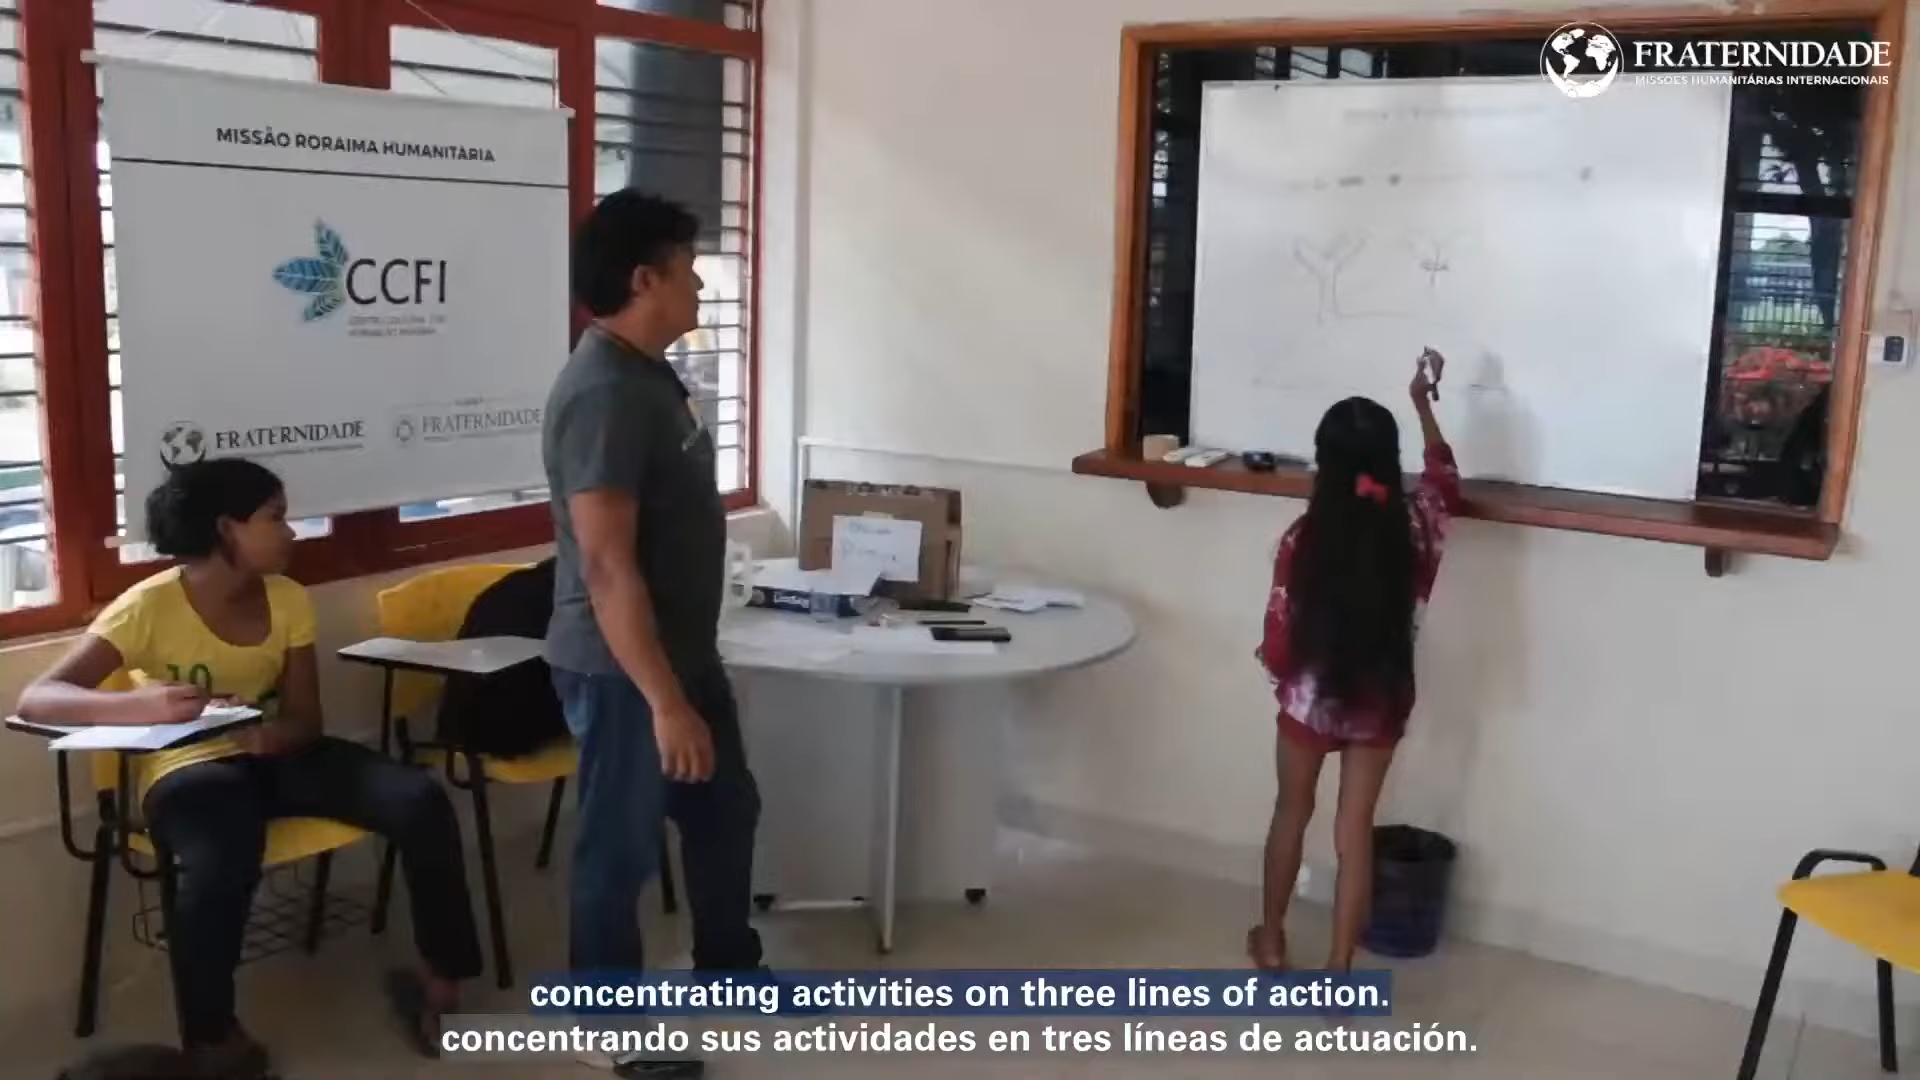 FRATERNIDADE
MISSÕES HUMANITÁRIAS INTERNACIONAIS
MISSÃO RORAIMA HUMANITÁRIA
CCFI
FRATERNIDADE
FRATERNIDADE
10
concentrating activities on three lines of action.
concentrando sus actividades en tres líneas de actuación.